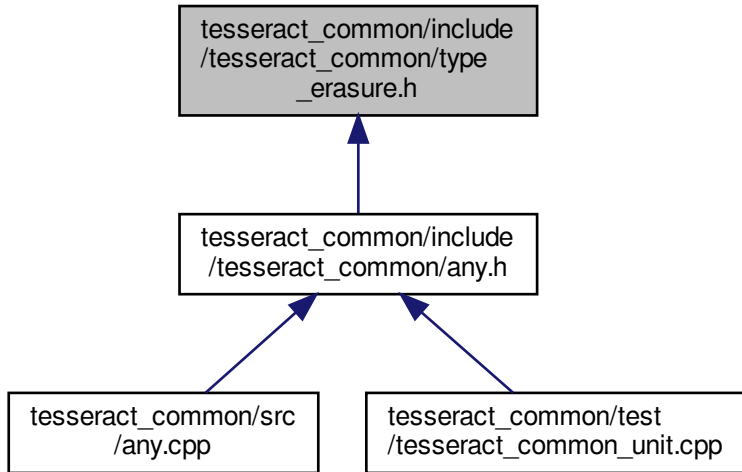 tesseract_common/include
/tesseract_common/type
_erasure.h
tesseract_common/include
/tesseract_common/any.h
tesseract_common/src
/any.cpp
tesseract_common/test
/tesseract_common_unit.cpp